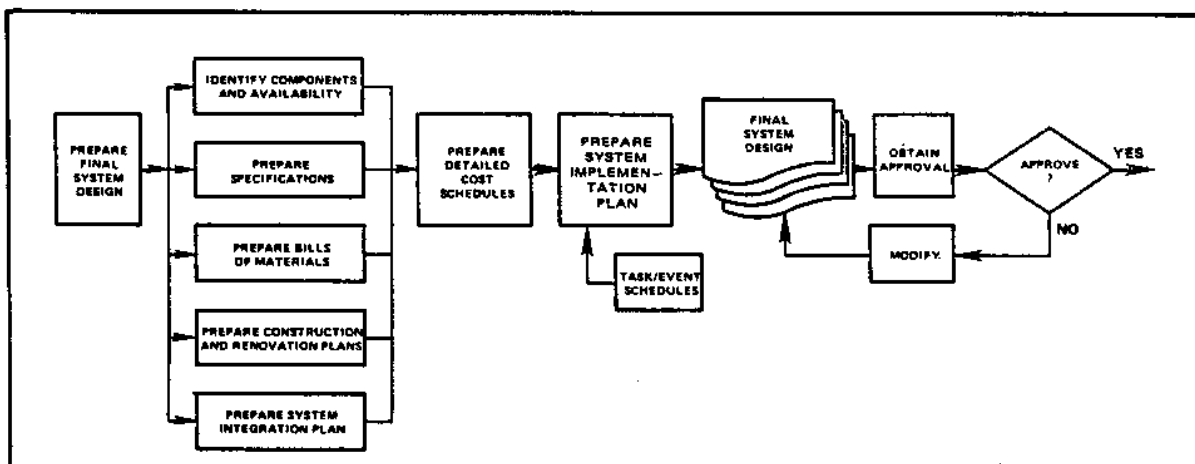 PREPARE
FINAL
SYSTEM
DESIGN
IDENTIFY COMPONENTS
AND AVAILABILITY
PREPARE
SPECIFICATIONS
PREPARE BILLS
OF MATERIALS
PREPARE CONSTRUCTION
AND RENOVATION PLANS
PREPARE SYSTEM
INTEGRATION PLAN
PREPARE
DETAILED
COST
SCHEDULES
PREPARE
SYSTEM
IMPLEMEN-
TATION
PLAN
TASK/EVENT
SCHEDULES
FINAL
SYSTEM
DESIGN
OBTAIN
APPROVAL
APPROVE
?
YES
NO
MODIFY.